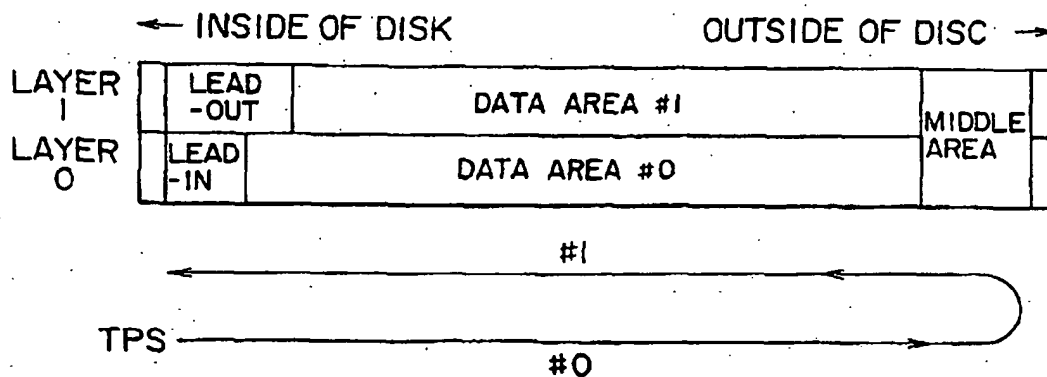 ← INSIDE OF DISK OUTSIDE OF DISC →
LAYER 1
LEAD -OUT
DATA AREA #1
MIDDLE AREA
LAYER 0
LEAD -IN
DATA AREA #0
#1
TPS
#0